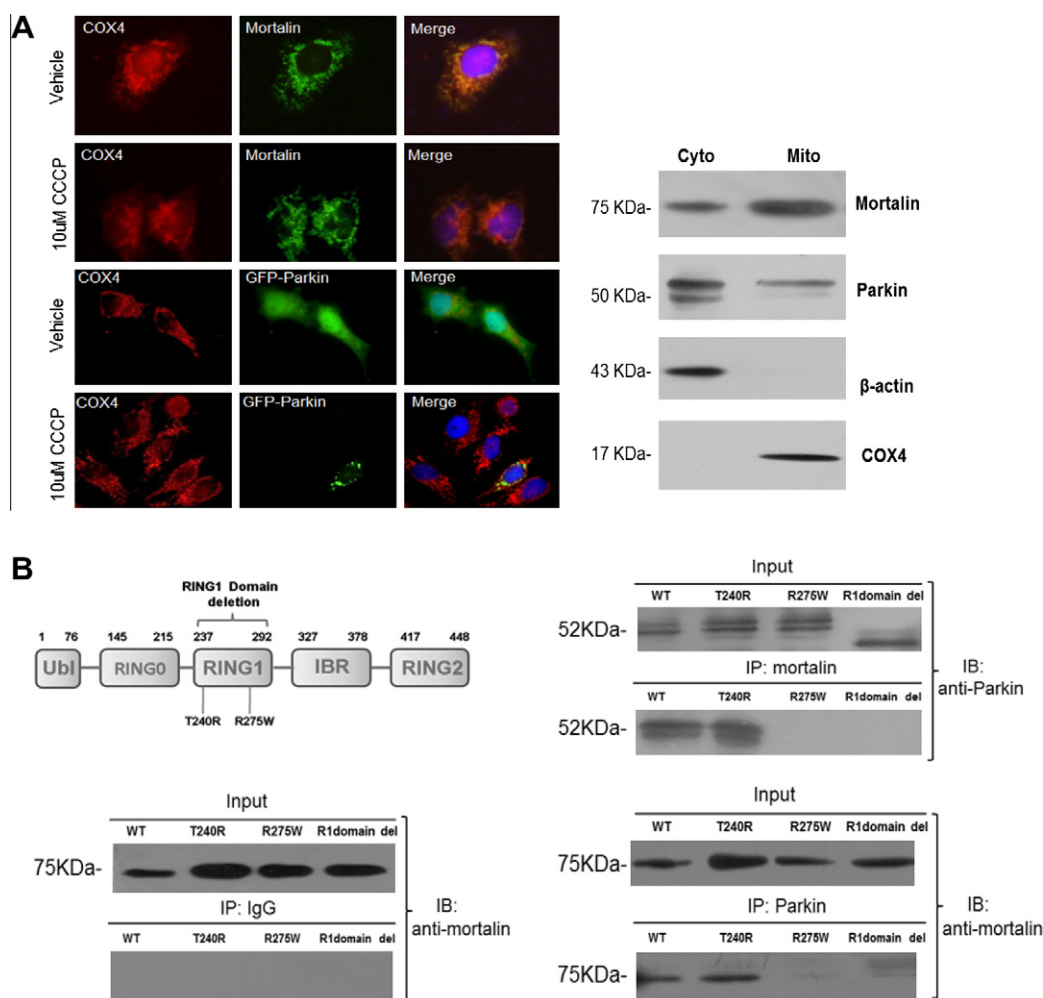 A
COX4 Mortalin Merge
Vehicle
COX4 Mortalin Merge
10uM CCCP
COX4 GFP-Parkin Merge
Vehicle
COX4 GFP-Parkin Merge
10uM CCCP
Cyto Mito
75 KDa- Mortalin
50 KDa- Parkin
43 KDa- β-actin
17 KDa- COX4
B
RING1 Domain
deletion
1 76 145 215 237 292 327 378 417 448
Ubl RING0 RING1 IBR RING2
T240R R275W
Input
WT T240R R275W R1domain del
52KDa-
IP: mortalin
WT T240R R275W R1domain del
52KDa-
IB:
anti-Parkin
Input
WT T240R R275W R1domain del
75KDa-
IP: IgG
WT T240R R275W R1domain del
IB:
anti-mortalin
Input
WT T240R R275W R1domain del
75KDa-
IP: Parkin
WT T240R R275W R1domain del
75KDa-
IB:
anti-mortalin